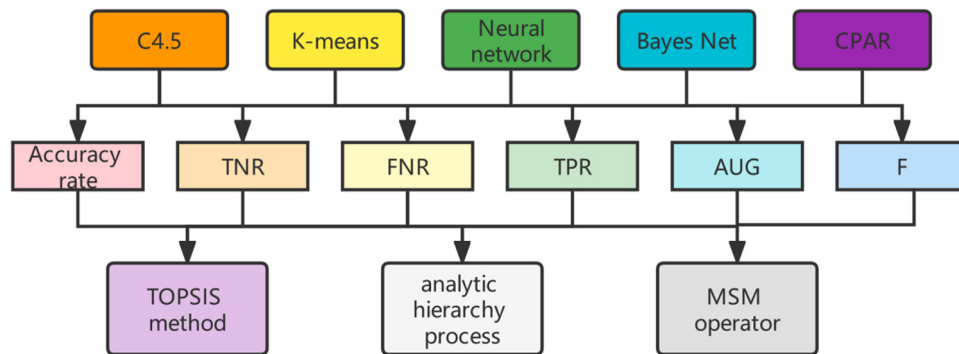 C4.5
K-means
Neural
network
Bayes Net
CPAR
Accuracy
rate
TNR
FNR
TPR
AUG
F
TOPSIS
method
analytic
hierarchy
process
MSM
operator